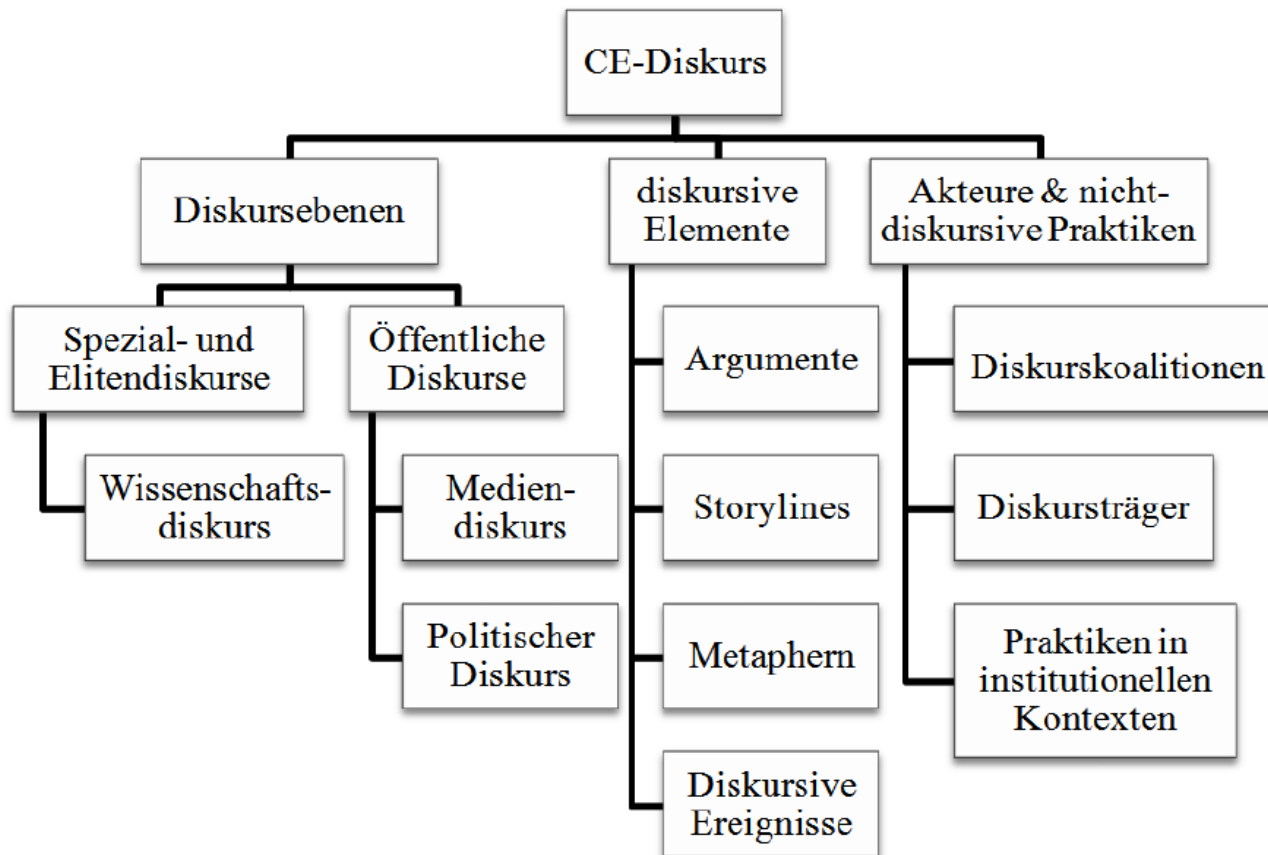 CE-Diskurs
Diskursebenen
diskursive
Elemente
Akteure & nicht-
diskursive Praktiken
Spezial- und
Elitendiskurse
Öffentliche
Diskurse
Argumente
Diskurskoalitionen
Wissenschafts-
diskurs
Medien-
diskurs
Storylines
Diskursträger
Politischer
Diskurs
Metaphern
Praktiken in
institutionellen
Kontexten
Diskursive
Ereignisse